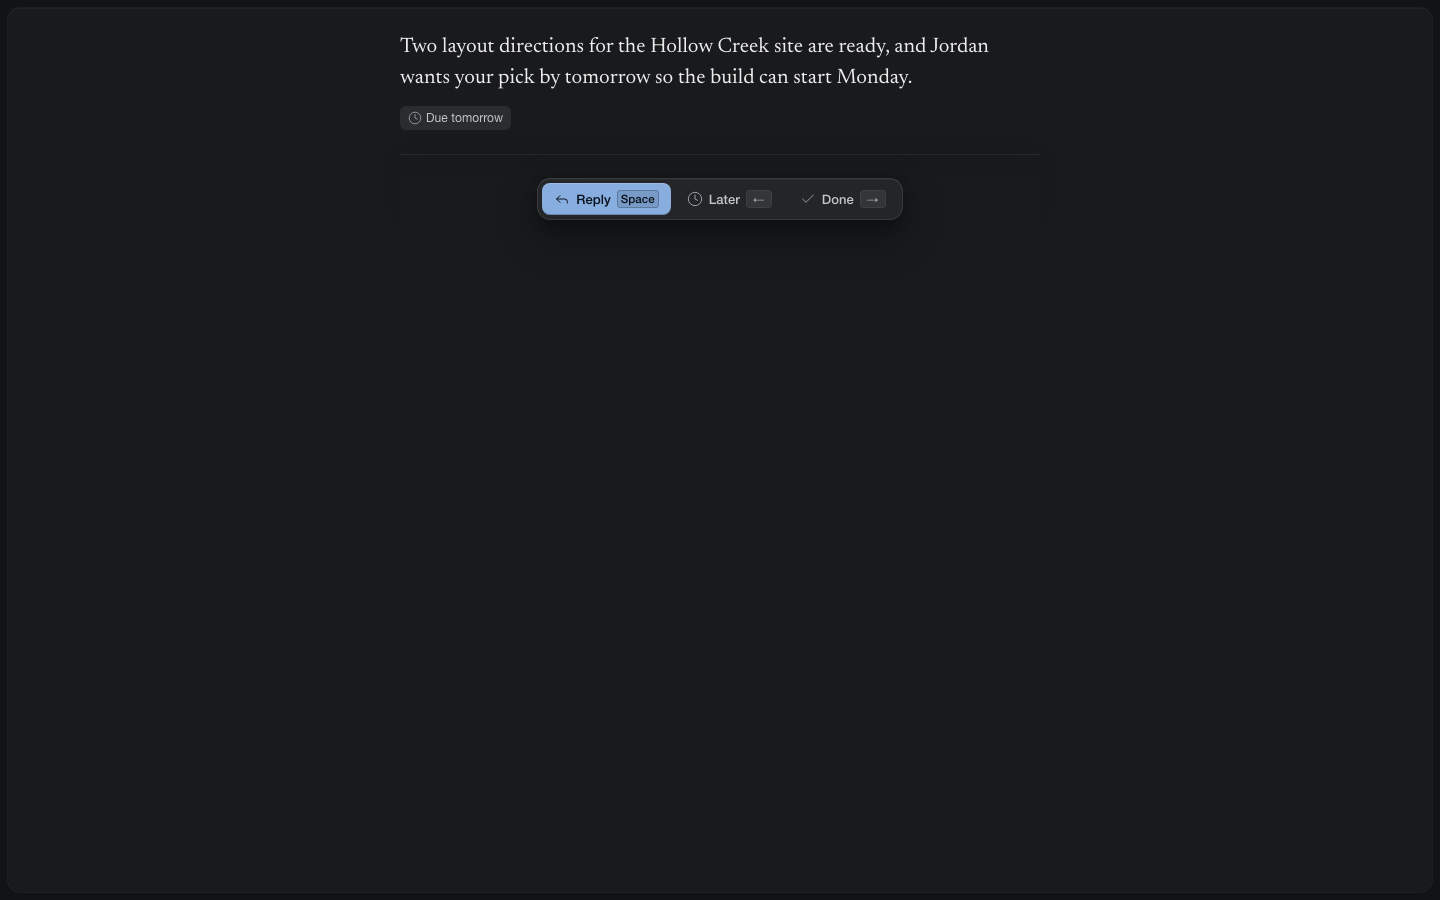 Two layout directions for the Hollow Creek site are ready, and Jordan
wants your pick by tomorrow so the build can start Monday.
Due tomorrow
Reply Space Later ← Done →